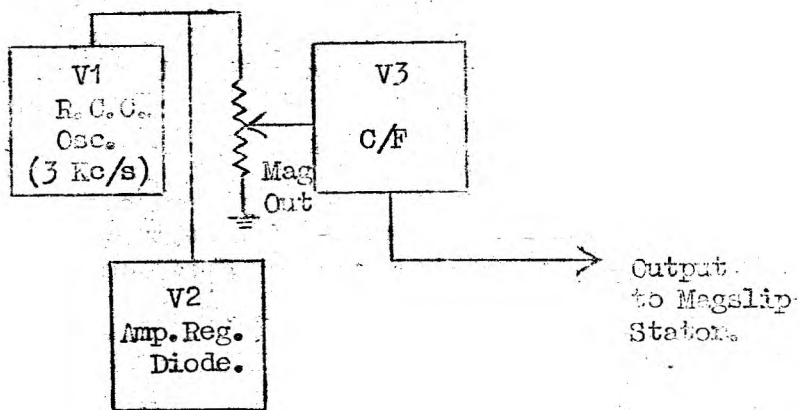 V1
R.C.C.
Osc.
(3 Kc/s)
V3
C/F
Mag
Out
V2
Amp.Reg.
Diode.
Output
to Magslip
Stator.